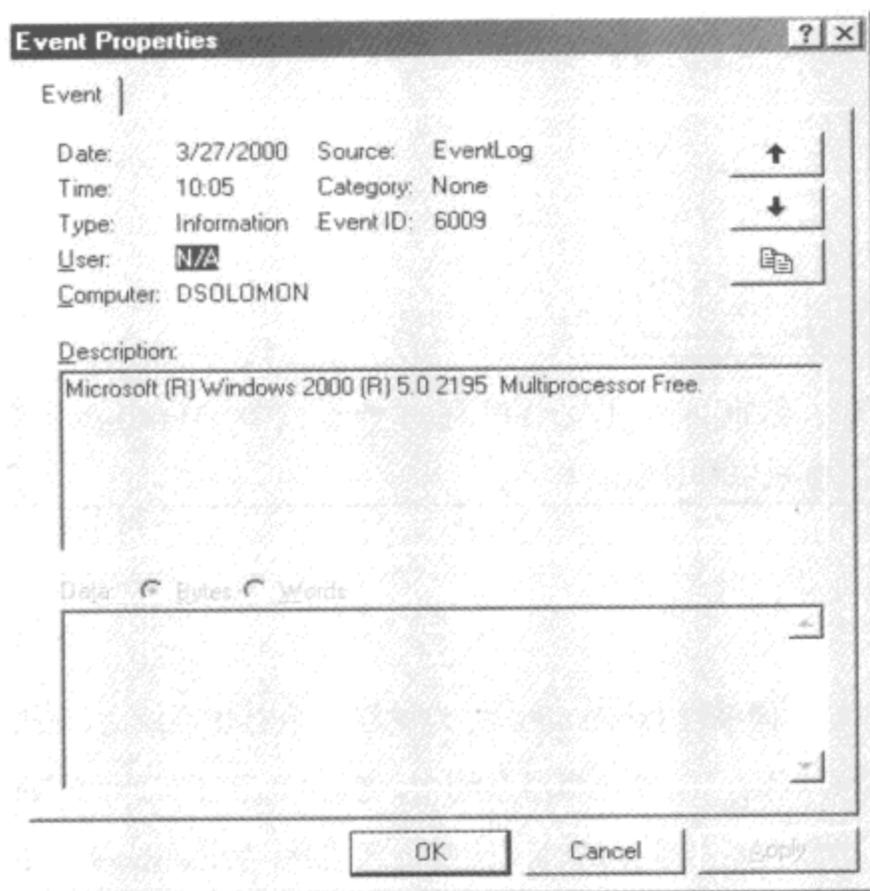 Event Properties
Event
Date: 3/27/2000 Source: EventLog
Time: 10:05 Category: None
Type: Information Event ID: 6009
User: N/A
Computer: DSOLOMON
Description:
Microsoft (R) Windows 2000 (R) 5.0 2195 Multiprocessor Free.
Data: Bytes Words
OK Cancel Apply